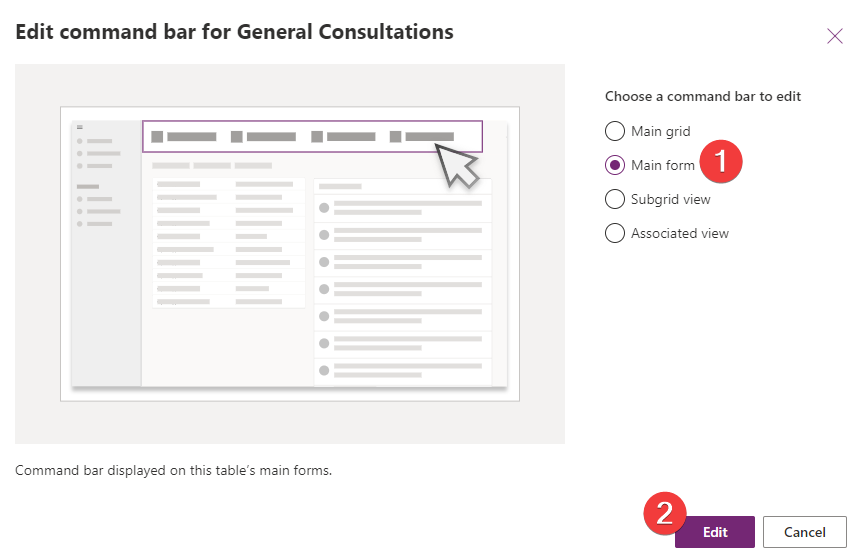 Edit command bar for General Consultations
Choose a command bar to edit
Main grid
Main form
1
Subgrid view
Associated view
Command bar displayed on this table's main forms.
2
Edit
Cancel